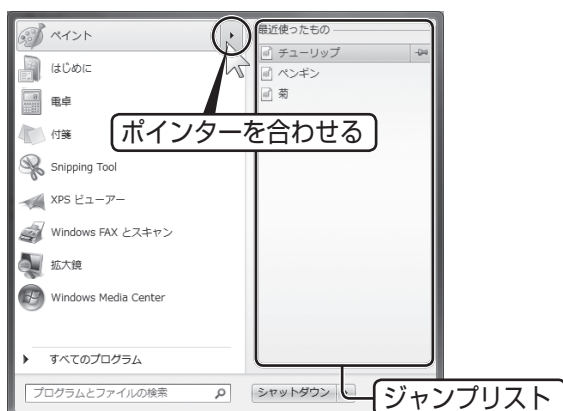 ペイント
はじめに
電卓
付箋
Snipping Tool
XPS ビューアー
Windows FAX とスキャン
拡大鏡
Windows Media Center
すべてのプログラム
プログラムとファイルの検索
シャットダウン
最近使ったもの
チューリップ
ペンギン
菊
ポインターを合わせる
ジャンプリスト